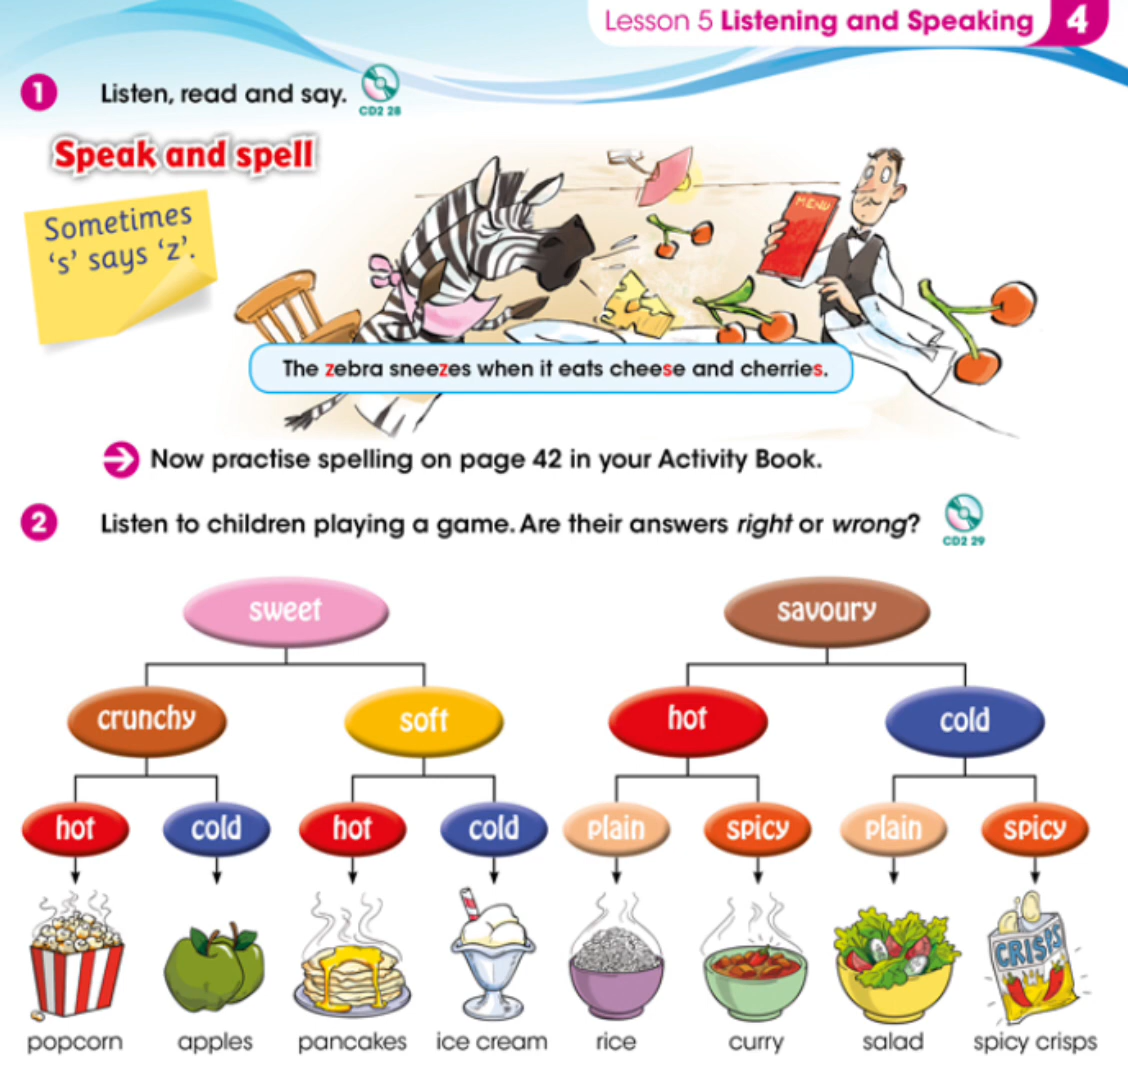 Lesson 5 Listening and Speaking 4
1 Listen, read and say.
CD2 28
Speak and spell
Sometimes
‘s’ says ‘z’.
MENU
The zebra sneezes when it eats cheese and cherries.
Now practise spelling on page 42 in your Activity Book.
2 Listen to children playing a game. Are their answers right or wrong?
CD2 29
sweet savoury
crunchy soft hot cold
hot cold hot cold plain spicy plain spicy
CRISPS
popcorn apples pancakes ice cream rice curry salad spicy crisps